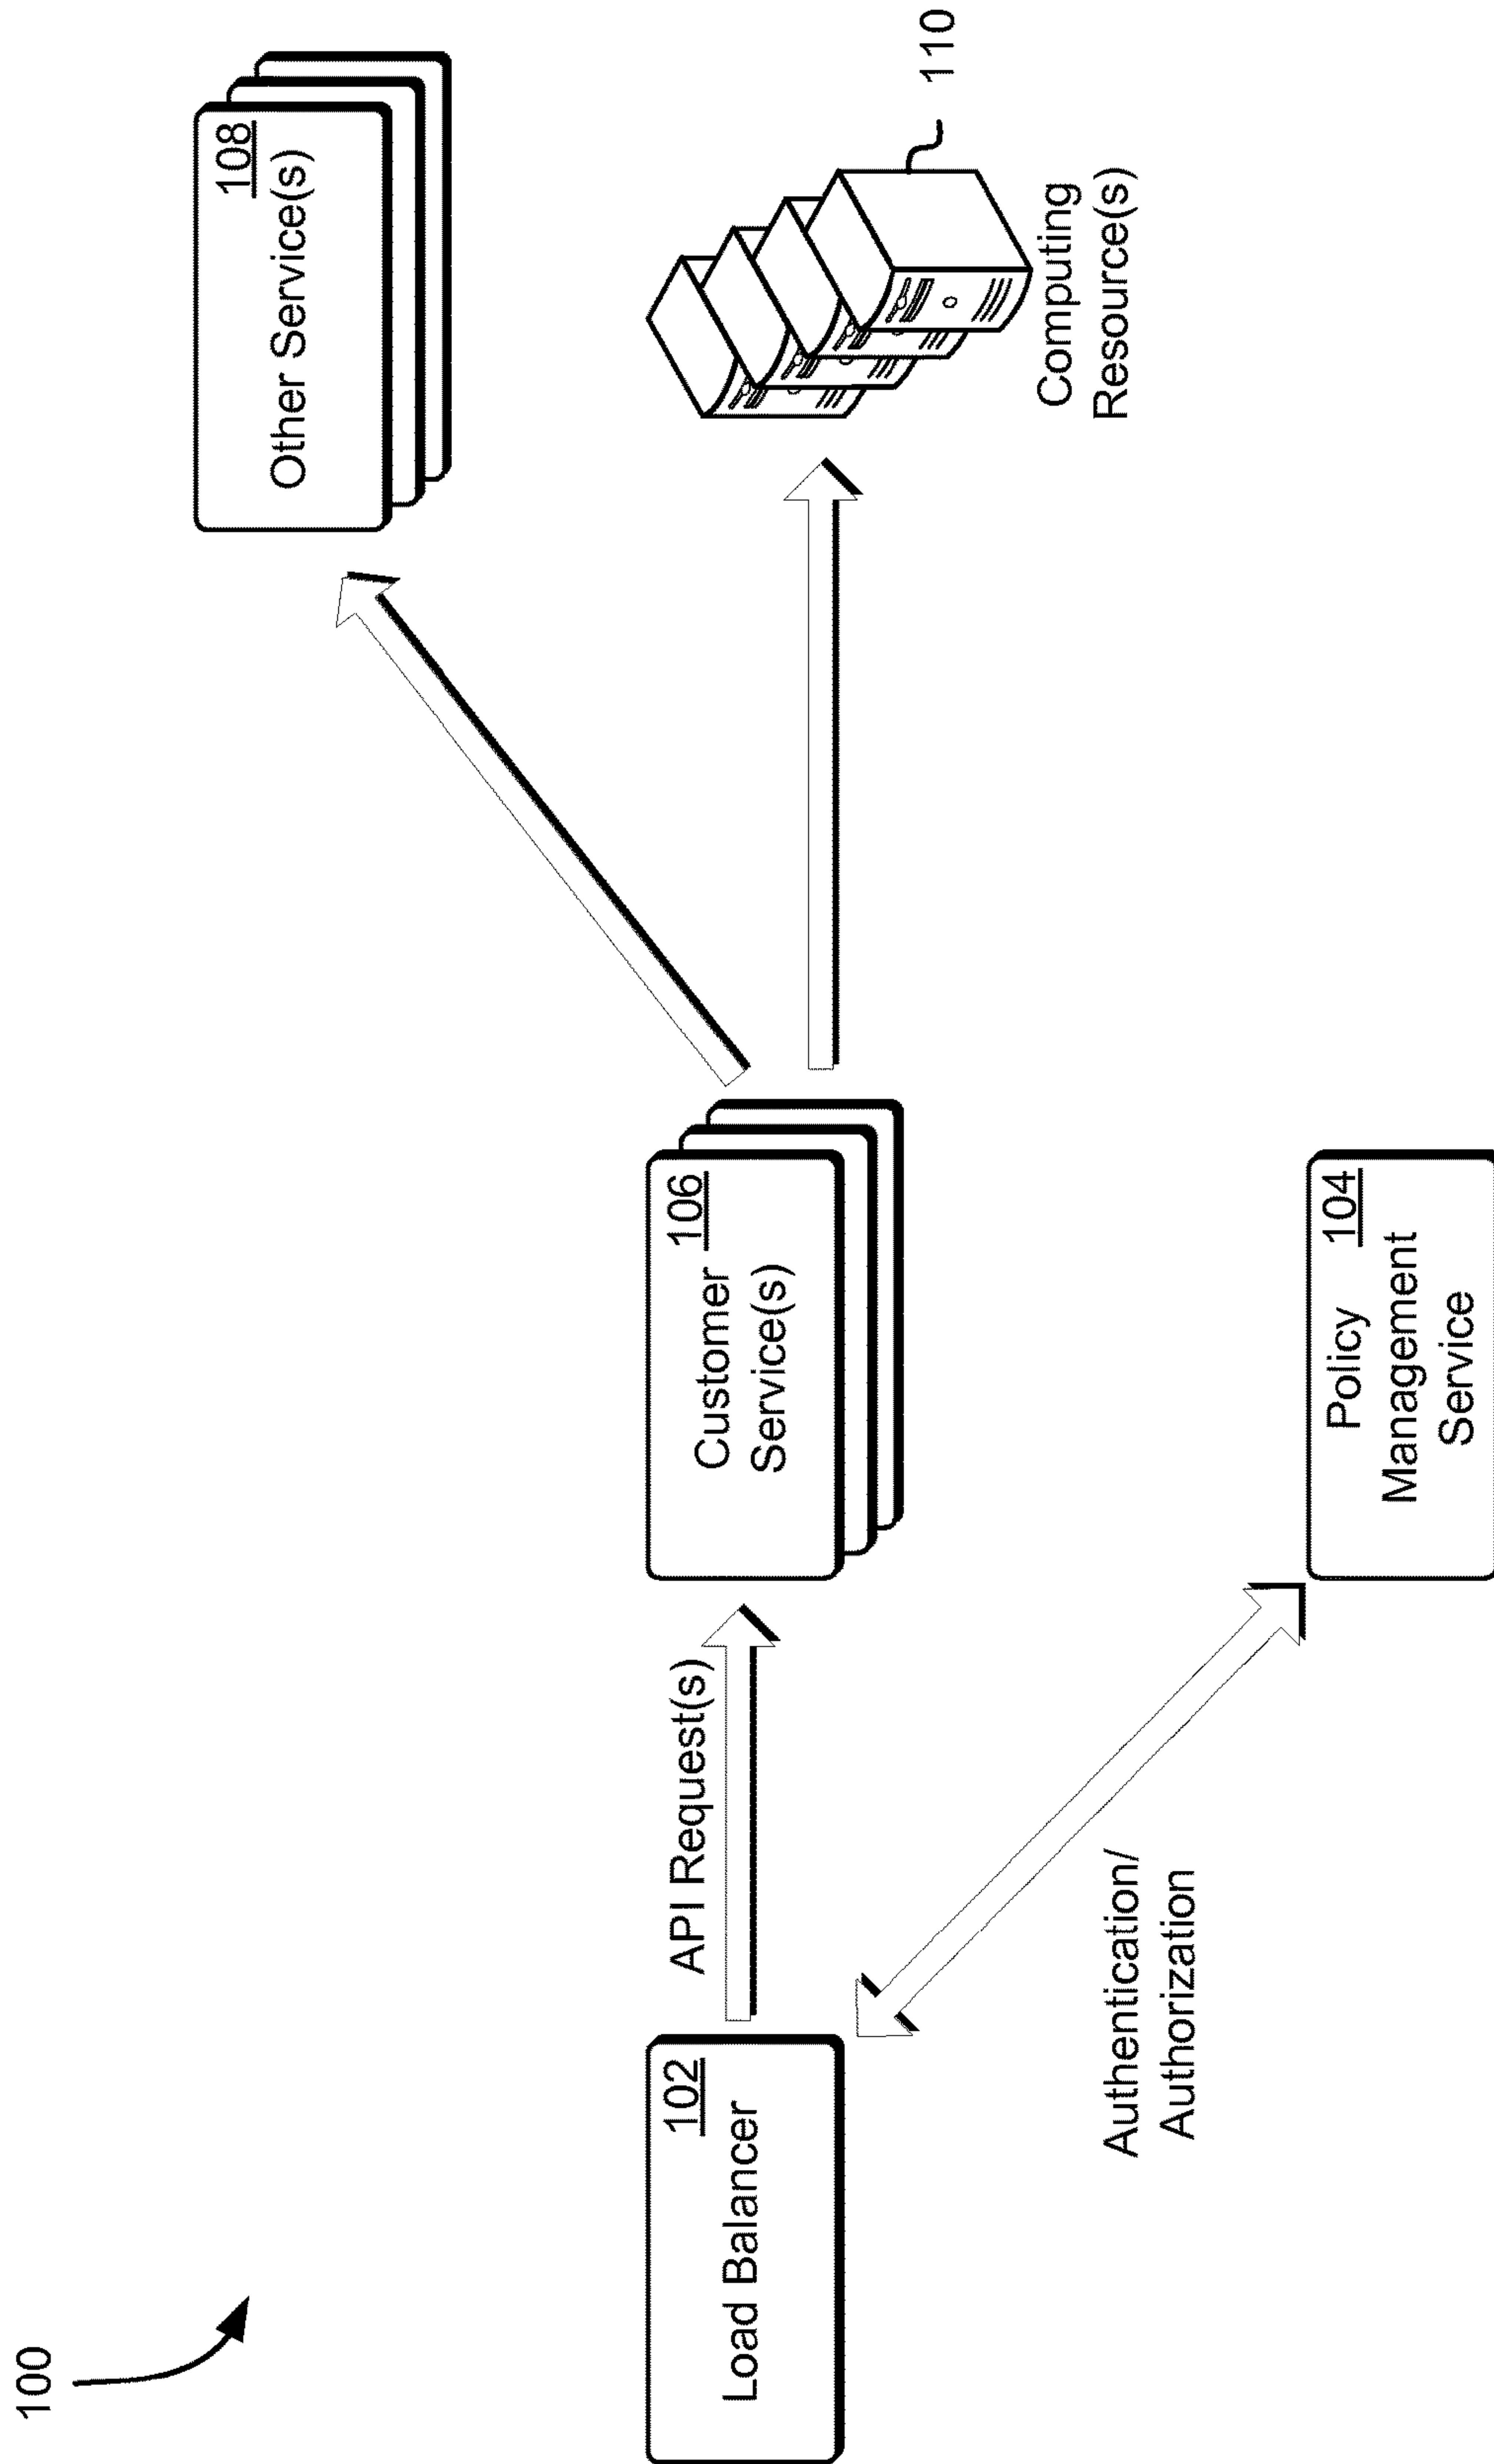 100
102
Load Balancer
API Request(s)
Authentication/
Authorization
106
Customer
Service(s)
Policy 104
Management
Service
108
Other Service(s)
110
Computing
Resource(s)